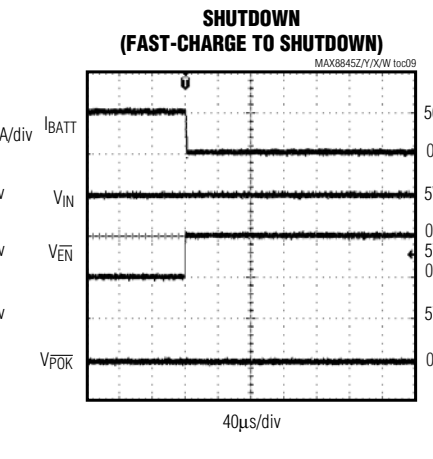 SHUTDOWN
(FAST-CHARGE TO SHUTDOWN)
MAX8845Z/Y/X/W toc09
T
A/div IBATT 50
0
VIN 5
0
VEN 5
0
5
VPOK 0
40µs/div